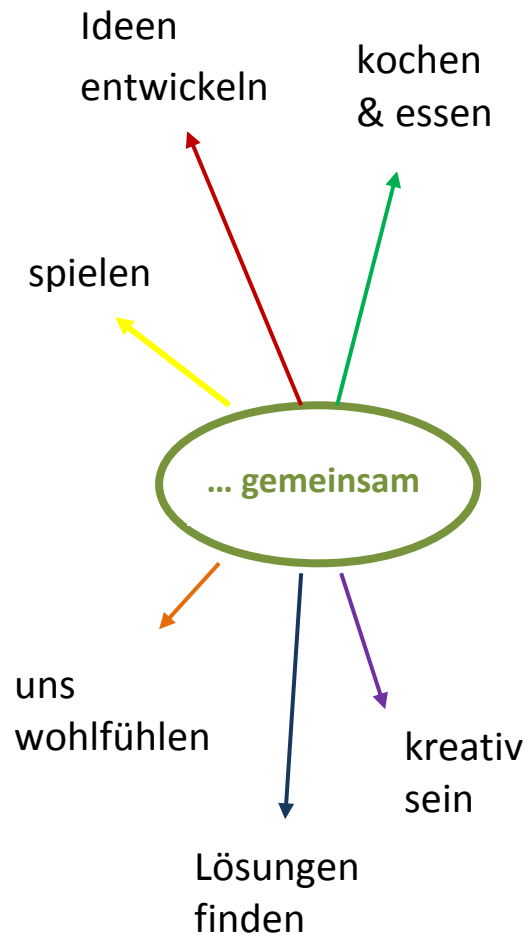 Ideen
entwickeln
kochen
& essen
spielen
... gemeinsam
uns
wohlfühlen
kreativ
sein
Lösungen
finden